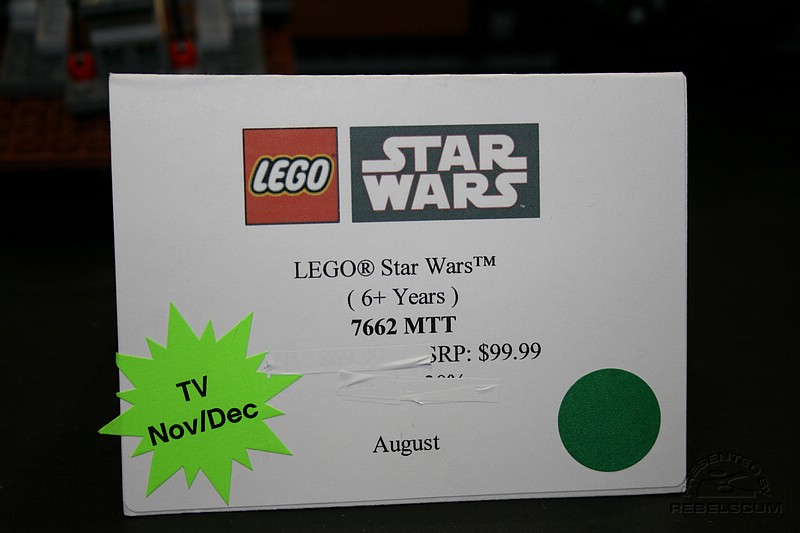 LEGO
STAR
WARS™
LEGO® Star Wars™
( 6+ Years )
7662 MTT
SRP: $99.99
TV
Nov/Dec
August
PRESENTED BY
REBELSCUM